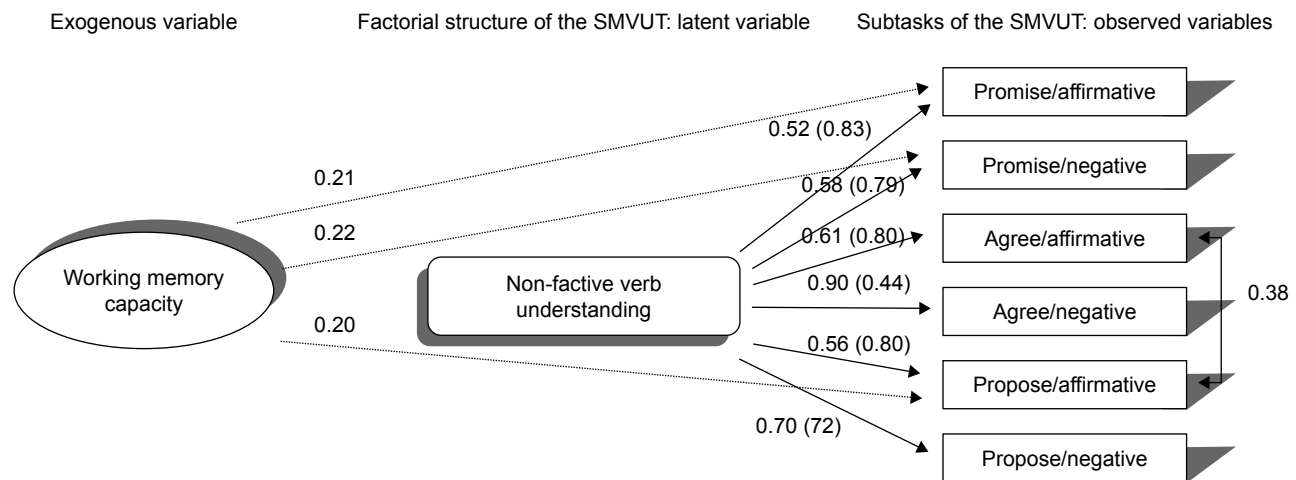 Exogenous variable
Factorial structure of the SMVUT: latent variable
Subtasks of the SMVUT: observed variables
Promise/affirmative
0.52 (0.83)
Promise/negative
0.21
0.58 (0.79)
0.22
0.61 (0.80)
Agree/affirmative
Working memory
capacity
Non-factive verb
understanding
0.90 (0.44)
Agree/negative
0.38
0.20
0.56 (0.80)
Propose/affirmative
0.70 (72)
Propose/negative